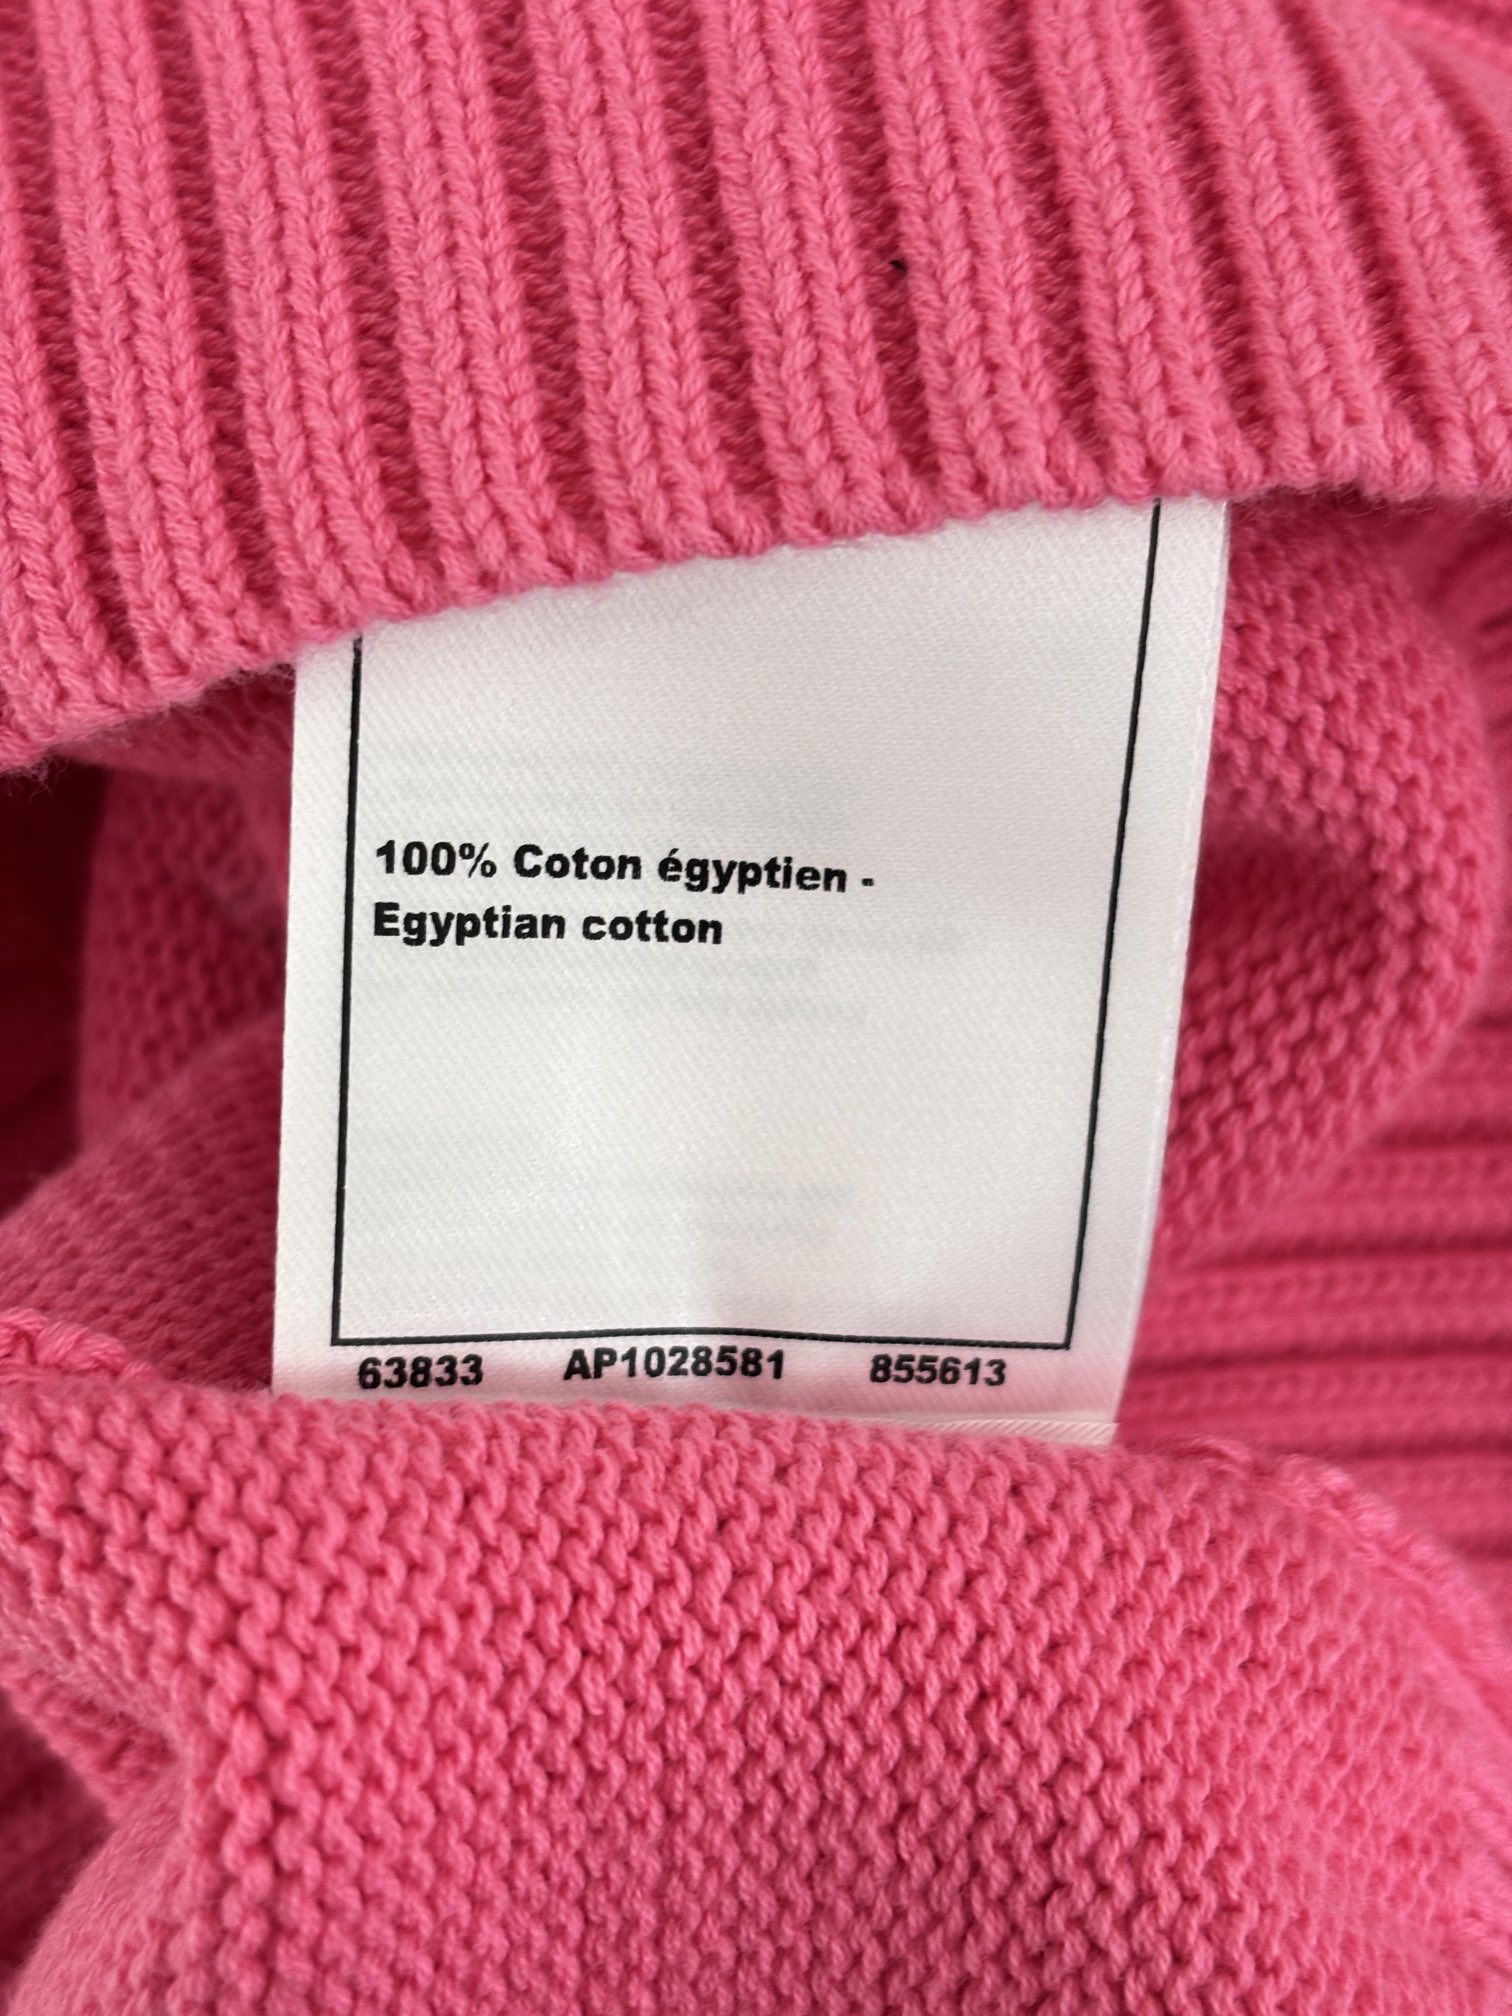 100% Coton égyptien -
Egyptian cotton
63833 AP1028581 855613